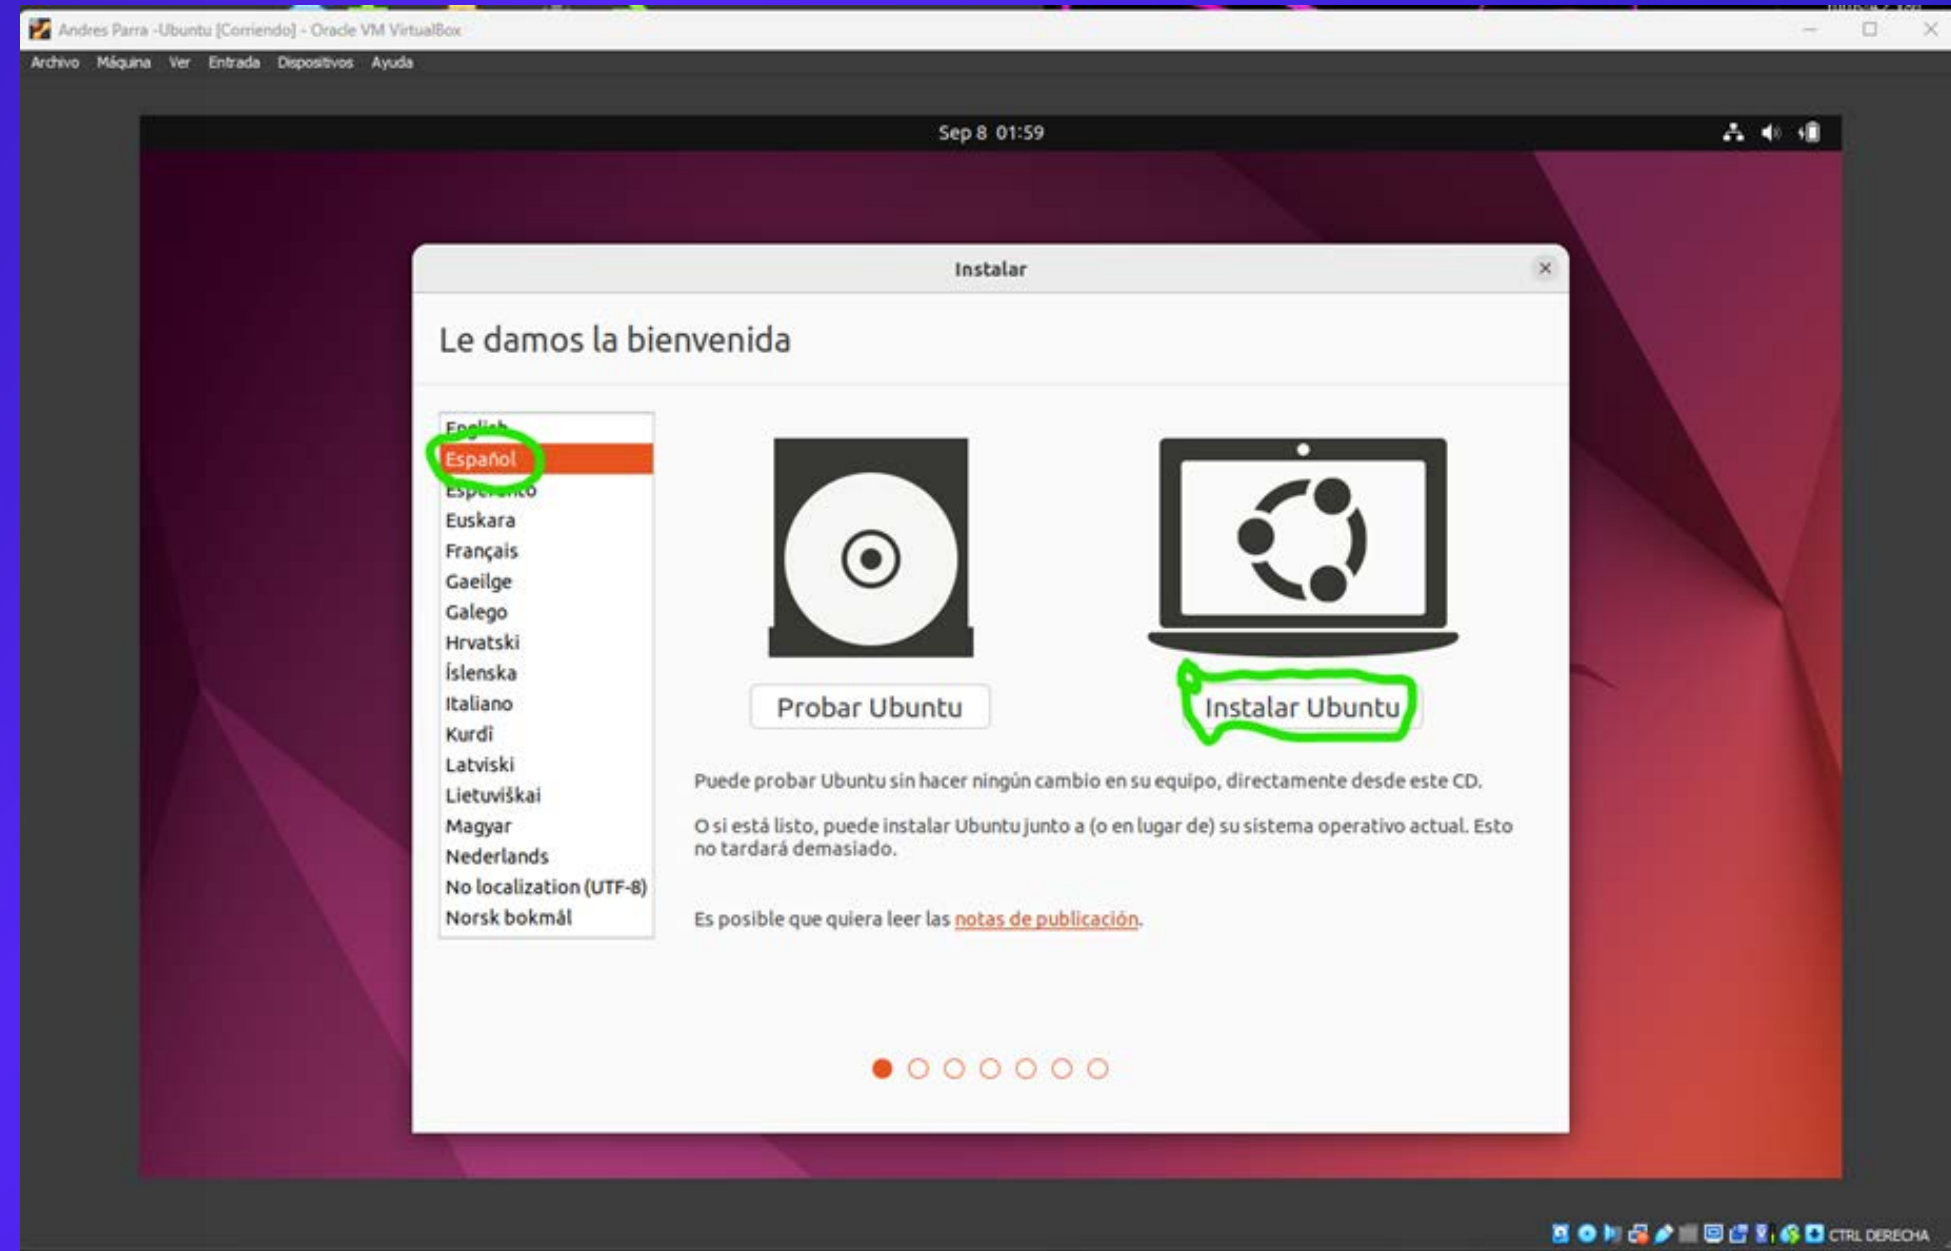 Andres Parra -Ubuntu [Corriendo] - Oracle VM VirtualBox
Archivo Máquina Ver Entrada Dispositivos Ayuda
Sep 8 01:59
Instalar
Le damos la bienvenida
English
Español
Esperanto
Euskara
Français
Gaeilge
Galego
Hrvatski
Íslenska
Italiano
Kurdî
Latviski
Lietuviškai
Magyar
Nederlands
No localization (UTF-8)
Norsk bokmål
Probar Ubuntu
Instalar Ubuntu
Puede probar Ubuntu sin hacer ningún cambio en su equipo, directamente desde este CD.
O si está listo, puede instalar Ubuntu junto a (o en lugar de) su sistema operativo actual. Esto
no tardará demasiado.
Es posible que quiera leer las notas de publicación.
CTRL DERECHA